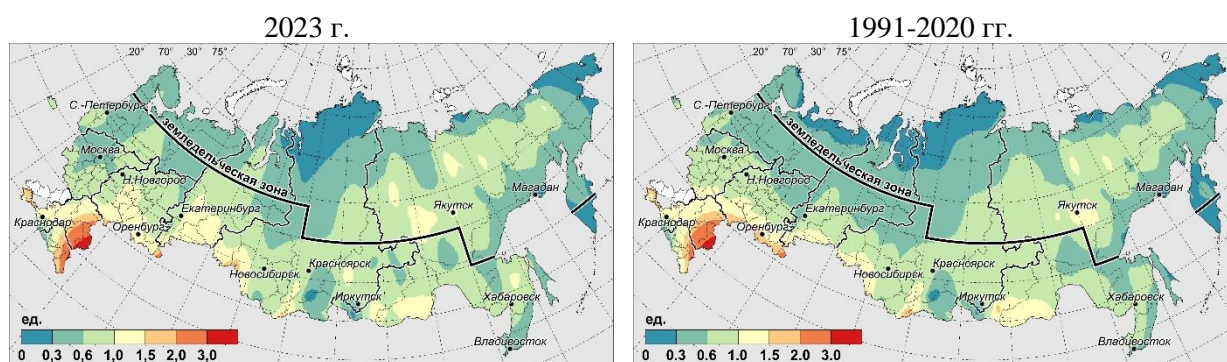 2023 г.
20° 70° 30° 75°
С.-Петербург
земледельческая зона
Москва
Н.Новгород
Магадан
Екатеринбург
Якутск
Краснодар
Оренбург
Новосибирск
Красноярск
Иркутск
Хабаровск
Владивосток
ед.
0 0,3 0,6 1,0 1,5 2,0 3,0
1991-2020 гг.
20° 70° 30° 75°
С.-Петербург
земледельческая зона
Москва
Н.Новгород
Магадан
Екатеринбург
Якутск
Краснодар
Оренбург
Новосибирск
Красноярск
Иркутск
Хабаровск
Владивосток
ед.
0 0.3 0.6 1.0 1.5 2.0 3.0